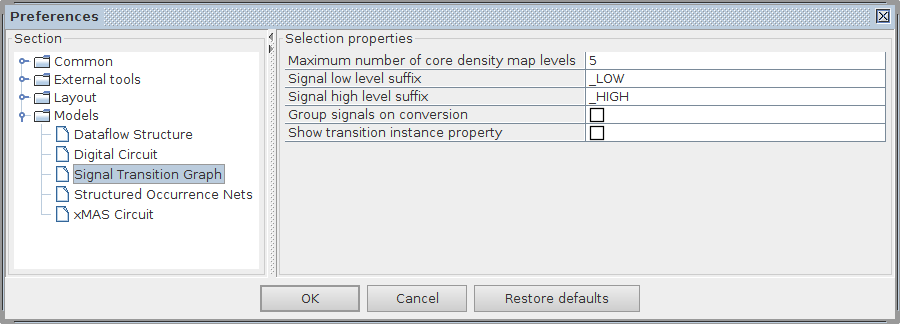 Preferences
Section
Common
External tools
Layout
Models
Dataflow Structure
Digital Circuit
Signal Transition Graph
Structured Occurrence Nets
xMAS Circuit
Selection properties
Maximum number of core density map levels 5
Signal low level suffix _LOW
Signal high level suffix _HIGH
Group signals on conversion
Show transition instance property
OK Cancel Restore defaults